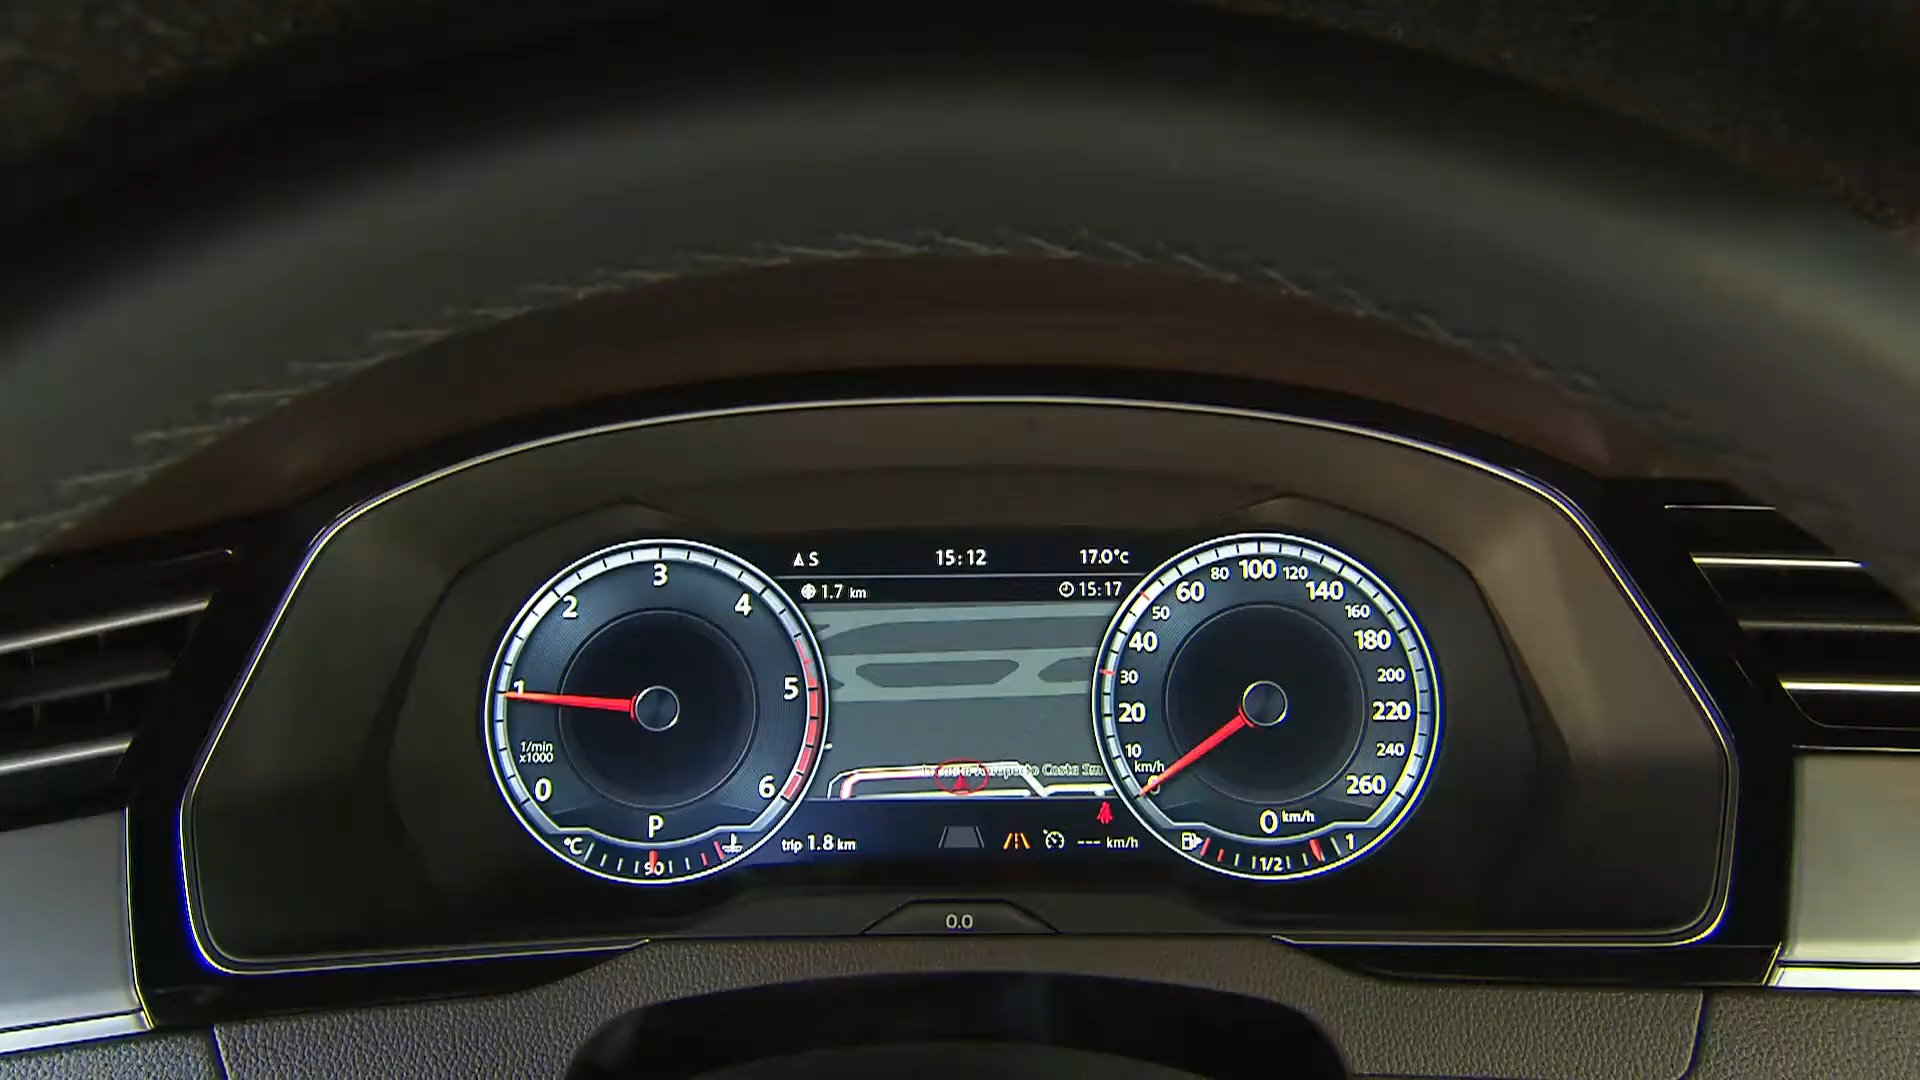 S 15:12 17.0°C
1.7 km 15:17
0 1 2 3 4 5 6
1/min
x1000
P
°C 90
0 10 20 30 40 50 60 80 100 120 140 160 180 200 220 240 260
km/h
0 km/h
1/2 1
Costa
trip 1.8 km
--- km/h
0.0